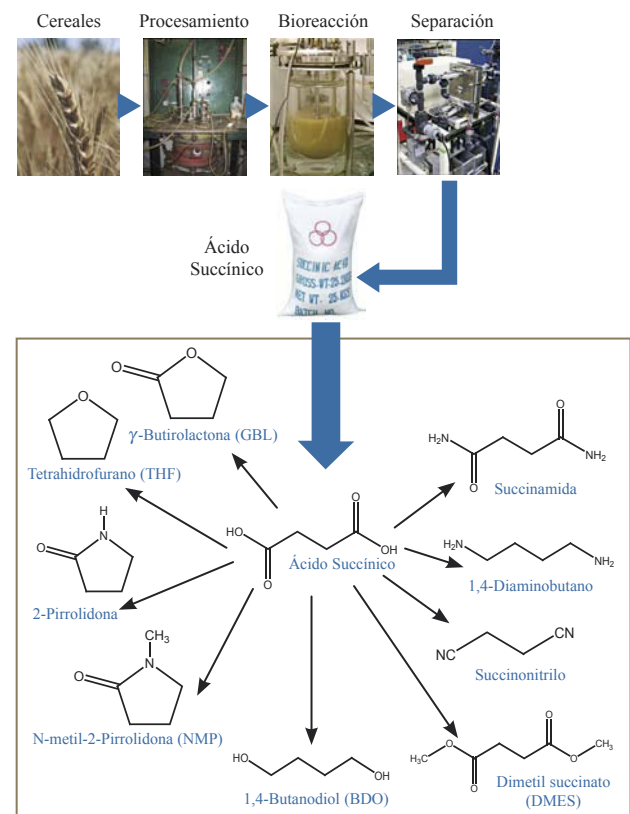 Cereales
Procesamiento
Bioreacción
Separación
Ácido
Succínico
SUCCINIC ACID
NET WT. 25 KGS
O
O
γ-Butirolactona (GBL)
O
Tetrahidrofurano (THF)
H
N
O
2-Pirrolidona
CH₃
N
O
N-metil-2-Pirrolidona (NMP)
O
HO
OH
O
Ácido Succínico
HO
OH
1,4-Butanodiol (BDO)
O
H₂N
NH₂
O
Succinamida
H₂N
NH₂
1,4-Diaminobutano
CN
NC
Succinonitrilo
O
H₃C
O
O
CH₃
O
Dimetil succinato
(DMES)